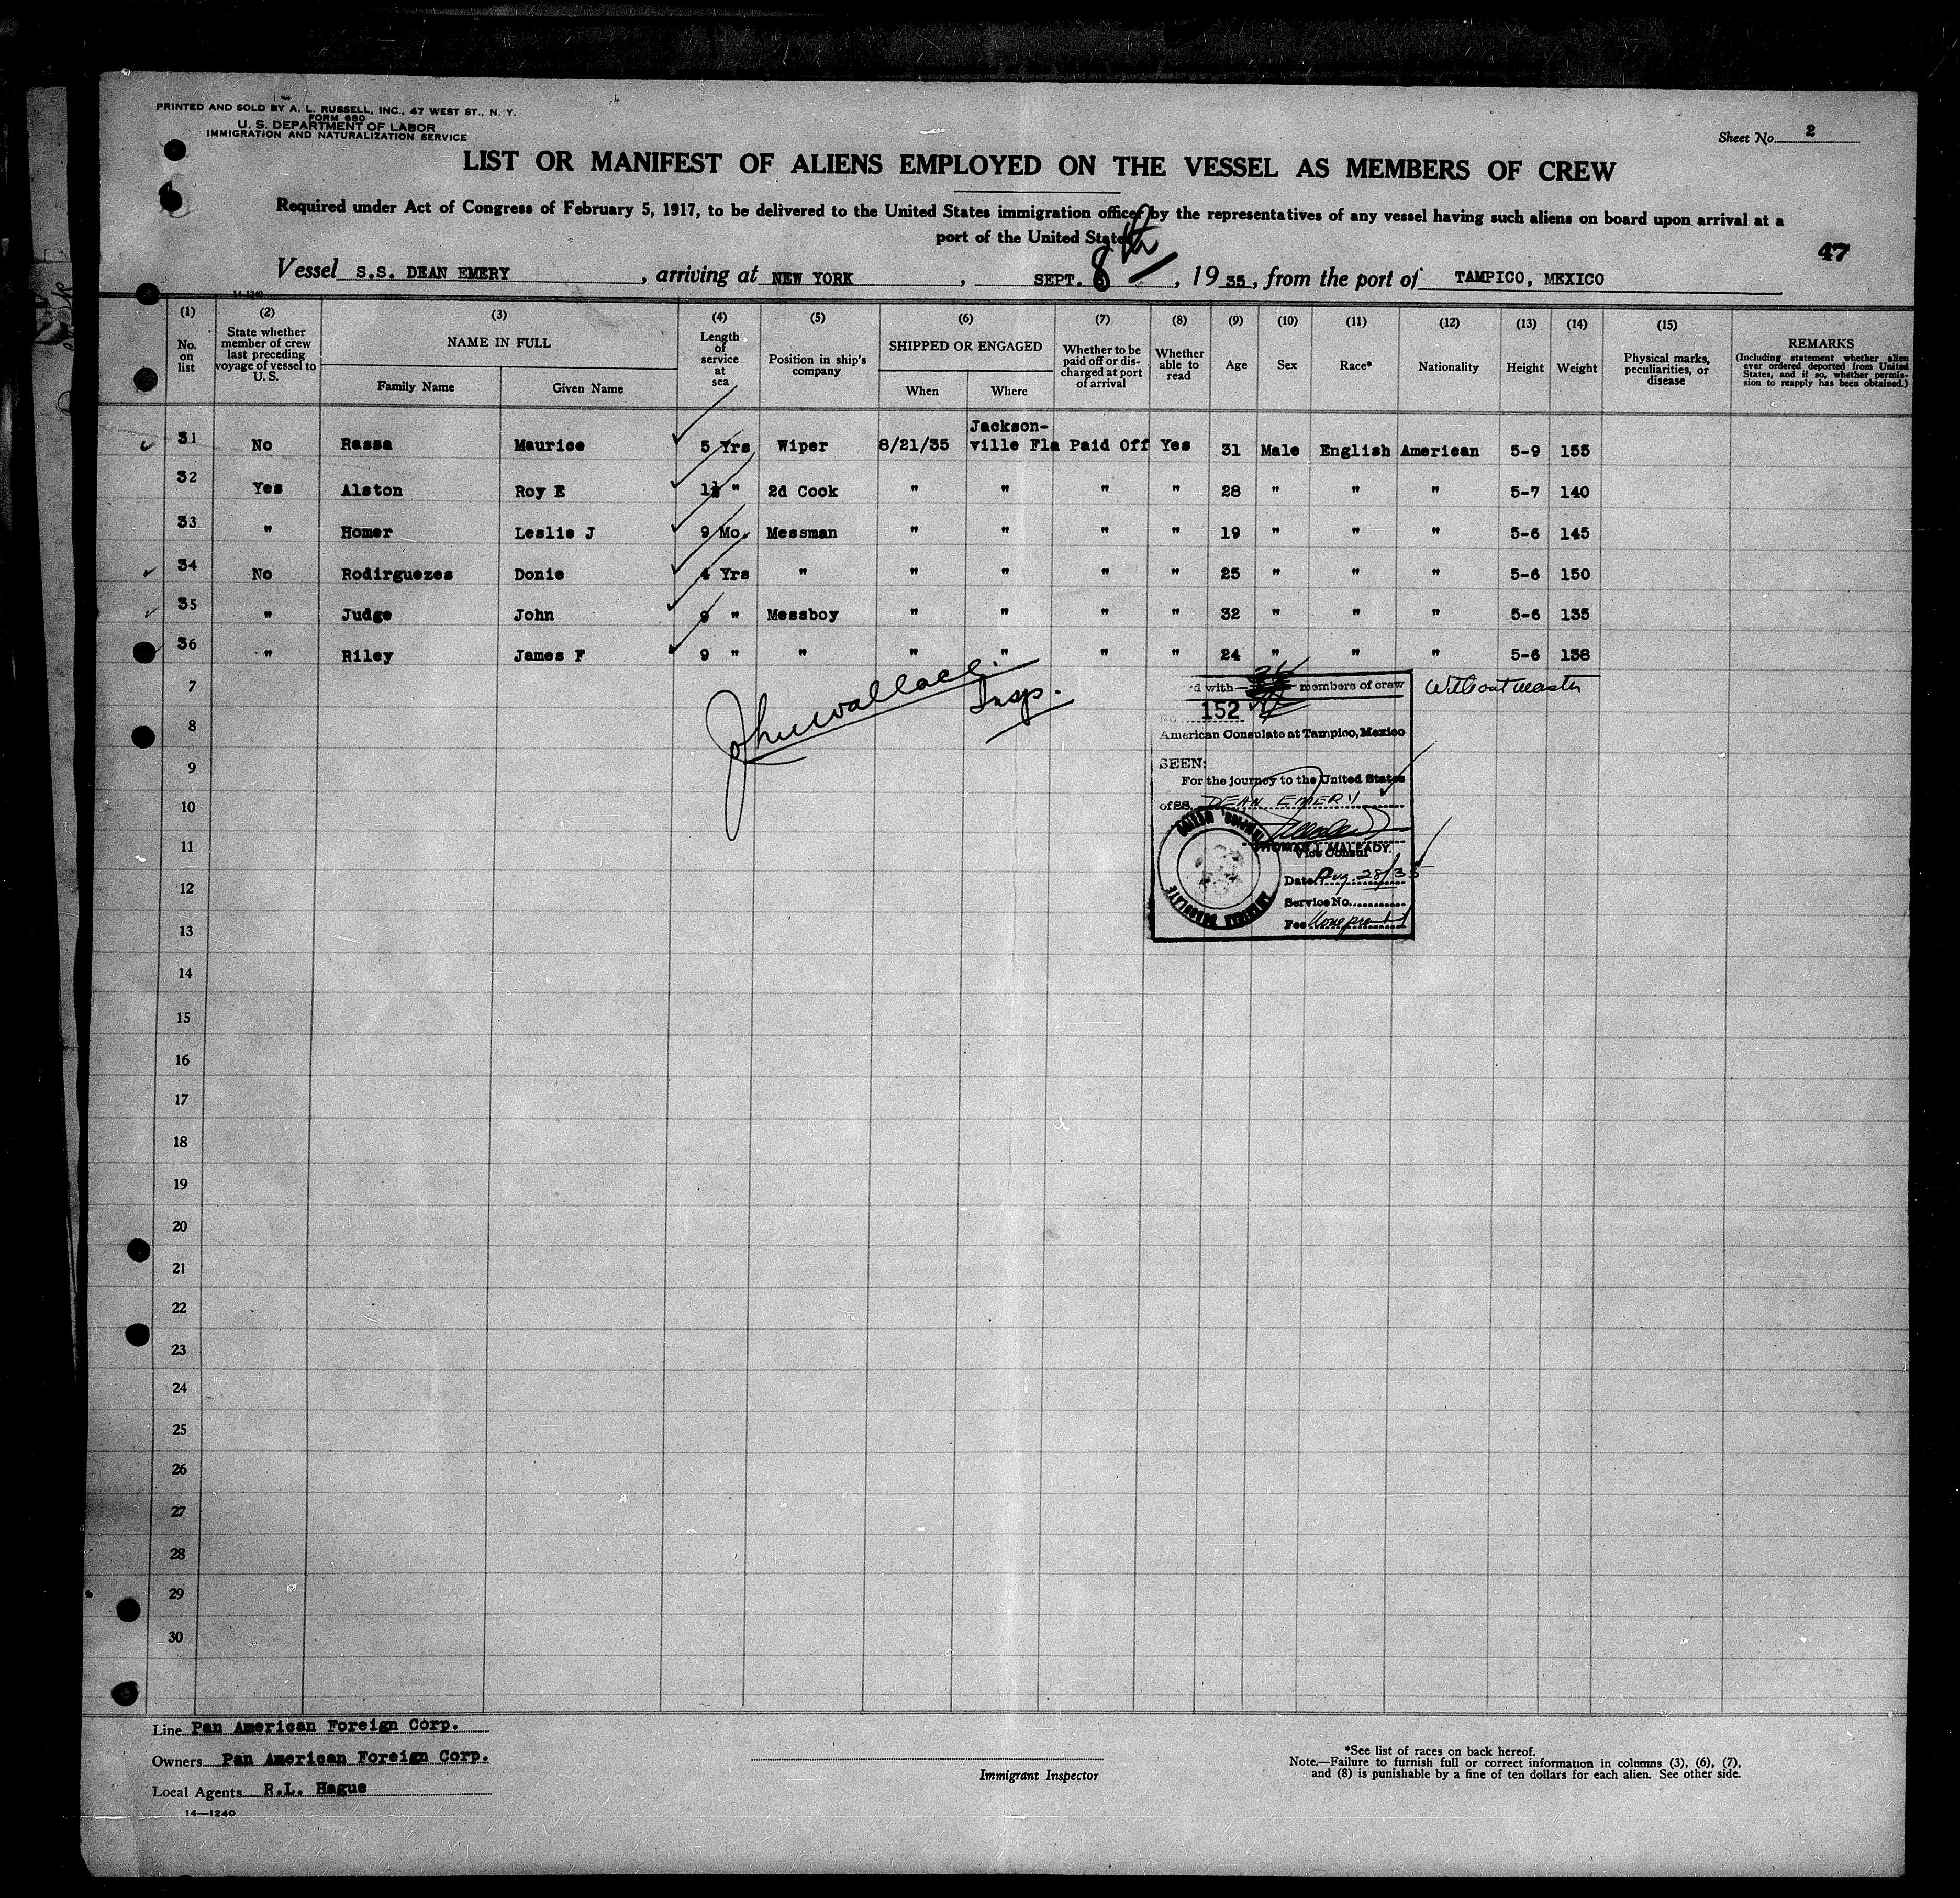 PRINTED AND SOLD BY A. L. RUSSELL, INC., 47 WEST ST., N. Y.
FORM 680
U. S. DEPARTMENT OF LABOR
IMMIGRATION AND NATURALIZATION SERVICE
Sheet No. 2
LIST OR MANIFEST OF ALIENS EMPLOYED ON THE VESSEL AS MEMBERS OF CREW
Required under Act of Congress of February 5, 1917, to be delivered to the United States immigration officer by the representatives of any vessel having such aliens on board upon arrival at a
port of the United States
47
Vessel S.S. DEAN EMERY, arriving at NEW YORK, SEPT. 8th, 1935, from the port of TAMPICO, MEXICO
14-1240
(1) (2) (3) (4) (5) (6) (7) (8) (9) (10) (11) (12) (13) (14) (15)
No. on list
State whether member of crew last preceding voyage of vessel to U. S.
NAME IN FULL
Family Name
Given Name
Length of service at sea
Position in ship's company
SHIPPED OR ENGAGED
When
Where
Whether to be paid off or discharged at port of arrival
Whether able to read
Age
Sex
Race*
Nationality
Height
Weight
Physical marks, peculiarities, or disease
REMARKS
(Including statement whether alien ever ordered deported from United States, and if so, whether permission to reapply has been obtained.)
31 No Rassa Maurice 5 Yrs Wiper 8/21/35 Jacksonville Fla Paid Off Yes 31 Male English American 5-9 155
32 Yes Alston Roy E 1½ " 2d Cook " " " " 28 " " " 5-7 140
33 " Homer Leslie J 9 Mo. Messman " " " " 19 " " " 5-6 145
34 No Rodirguezes Donie 4 Yrs " " " " " 25 " " " 5-6 150
35 " Judge John 9 " Messboy " " " " 32 " " " 5-6 135
36 " Riley James F 9 " " " " " " 24 " " " 5-6 138
7
8
9
10
11
12
13
14
15
16
17
18
19
20
21
22
23
24
25
26
27
28
29
30
John Wallace
Insp.
d with 36 members of crew
Without master
152
American Consulate at Tampico, Mexico
SEEN:
For the journey to the United States
of SS. DEAN EMERY
THOMAS J. MALEADY.
Vice Consul
Date Aug. 28/35
Service No.
Fee None
AMERICAN CONSULATE
TAMPICO, MEXICO
Line Pan American Foreign Corp.
Owners Pan American Foreign Corp.
Local Agents R.L. Hague
14—1240
Immigrant Inspector
*See list of races on back hereof.
Note.—Failure to furnish full or correct information in columns (3), (6), (7),
and (8) is punishable by a fine of ten dollars for each alien. See other side.